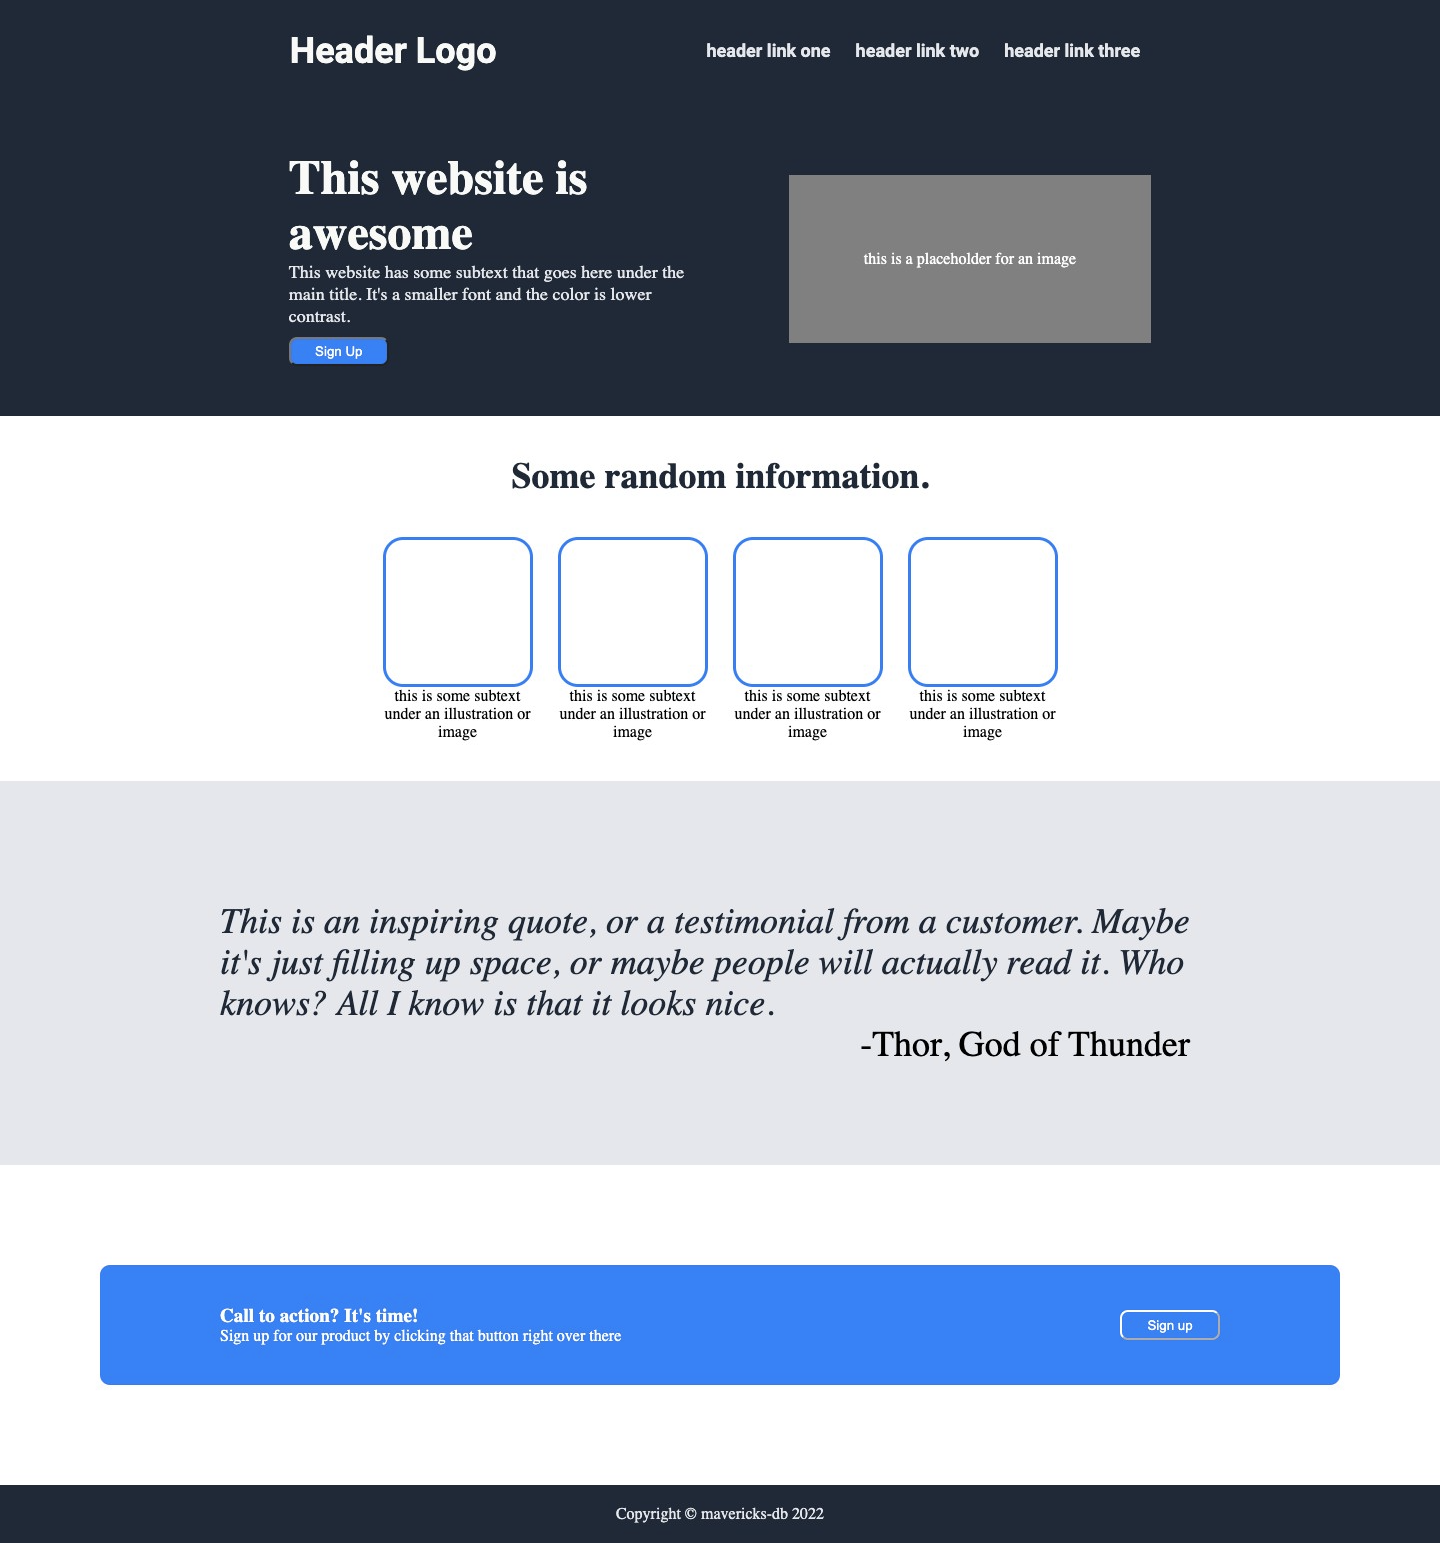 Header Logo
header link one header link two header link three
This website is
awesome
This website has some subtext that goes here under the
main title. It's a smaller font and the color is lower
contrast.
Sign Up
this is a placeholder for an image
Some random information.
this is some subtext
under an illustration or
image
this is some subtext
under an illustration or
image
this is some subtext
under an illustration or
image
this is some subtext
under an illustration or
image
This is an inspiring quote, or a testimonial from a customer. Maybe
it's just filling up space, or maybe people will actually read it. Who
knows? All I know is that it looks nice.
-Thor, God of Thunder
Call to action? It's time!
Sign up for our product by clicking that button right over there
Sign up
Copyright © mavericks-db 2022